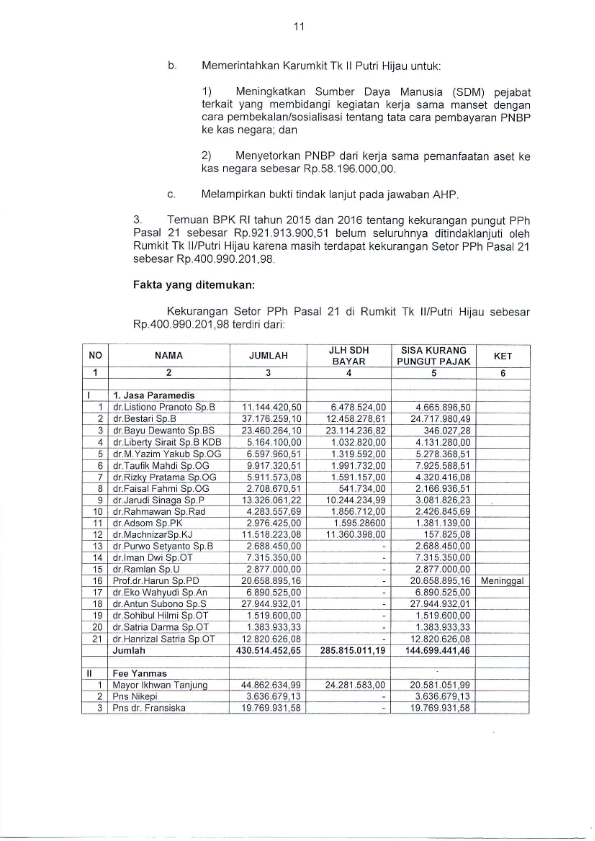 11
b. Memerintahkan Karumkit Tk II Putri Hijau untuk:
1) Meningkatkan Sumber Daya Manusia (SDM) pejabat
terkait yang membidangi kegiatan kerja sama manset dengan
cara pembekalan/sosialisasi tentang tata cara pembayaran PNBP
ke kas negara; dan
2) Menyetorkan PNBP dari kerja sama pemanfaatan aset ke
kas negara sebesar Rp.58.196.000,00.
c. Melampirkan bukti tindak lanjut pada jawaban AHP.
3. Temuan BPK RI tahun 2015 dan 2016 tentang kekurangan pungut PPh
Pasal 21 sebesar Rp.921.913.900,51 belum seluruhnya ditindaklanjuti oleh
Rumkit Tk II/Putri Hijau karena masih terdapat kekurangan Setor PPh Pasal 21
sebesar Rp.400.990.201,98.
Fakta yang ditemukan:
Kekurangan Setor PPh Pasal 21 di Rumkit Tk II/Putri Hijau sebesar
Rp.400.990.201,98 terdiri dari:
NO NAMA JUMLAH JLH SDH BAYAR SISA KURANG PUNGUT PAJAK KET
1 2 3 4 5 6
I 1. Jasa Paramedis
1 dr.Listiono Pranoto Sp.B 11.144.420,50 6.478.524,00 4.665.896,50
2 dr.Bestari Sp.B 37.176.259,10 12.458.278,61 24.717.980,49
3 dr.Bayu Dewanto Sp.BS 23.460.264,10 23.114.236,82 346.027,28
4 dr.Liberty Sirait Sp.B KDB 5.164.100,00 1.032.820,00 4.131.280,00
5 dr.M.Yazim Yakub Sp.OG 6.597.960,51 1.319.592,00 5.278.368,51
6 dr.Taufik Mahdi Sp.OG 9.917.320,51 1.991.732,00 7.925.588,51
7 dr.Rizky Pratama Sp.OG 5.911.573,08 1.591.157,00 4.320.416,08
8 dr.Faisal Fahmi Sp.OG 2.708.670,51 541.734,00 2.166.936,51
9 dr.Jarudi Sinaga Sp.P 13.326.061,22 10.244.234,99 3.081.826,23
10 dr.Rahmawan Sp.Rad 4.283.557,69 1.856.712,00 2.426.845,69
11 dr.Adsom Sp.PK 2.976.425,00 1.595.28600 1.381.139,00
12 dr.MachnizarSp.KJ 11.518.223,08 11.360.398,00 157.825,08
13 dr.Purwo Setyanto Sp.B 2.688.450,00 - 2.688.450,00
14 dr.Iman Dwi Sp.OT 7.315.350,00 - 7.315.350,00
15 dr.Ramlan Sp.U 2.877.000,00 - 2.877.000,00
16 Prof.dr.Harun Sp.PD 20.658.895,16 - 20.658.895,16 Meninggal
17 dr.Eko Wahyudi Sp.An 6.890.525,00 - 6.890.525,00
18 dr.Antun Subono Sp.S 27.944.932,01 - 27.944.932,01
19 dr.Sohibul Hilmi Sp.OT 1.519.600,00 - 1.519.600,00
20 dr.Satria Darma Sp.OT 1.383.933,33 - 1.383.933,33
21 dr.Hanrizal Satria Sp.OT 12.820.626,08 - 12.820.626,08
Jumlah 430.514.452,65 285.815.011,19 144.699.441,46
II Fee Yanmas
1 Mayor Ikhwan Tanjung 44.862.634,99 24.281.583,00 20.581.051,99
2 Pns Nikepi 3.636.679,13 - 3.636.679,13
3 Pns dr. Fransiska 19.769.931,58 - 19.769.931,58